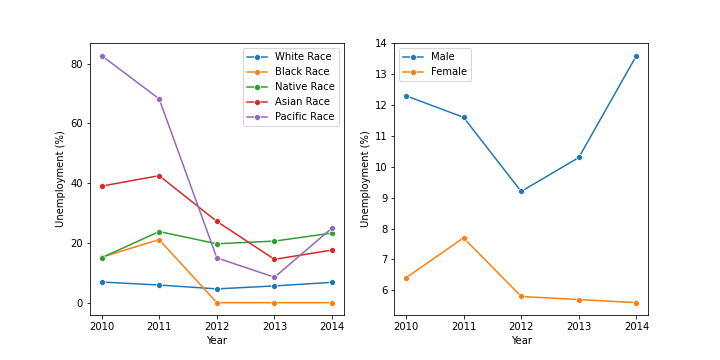 Unemployment (%)
80
60
40
20
0
2010 2011 2012 2013 2014
Year
White Race
Black Race
Native Race
Asian Race
Pacific Race
Unemployment (%)
14
13
12
11
10
9
8
7
6
2010 2011 2012 2013 2014
Year
Male
Female